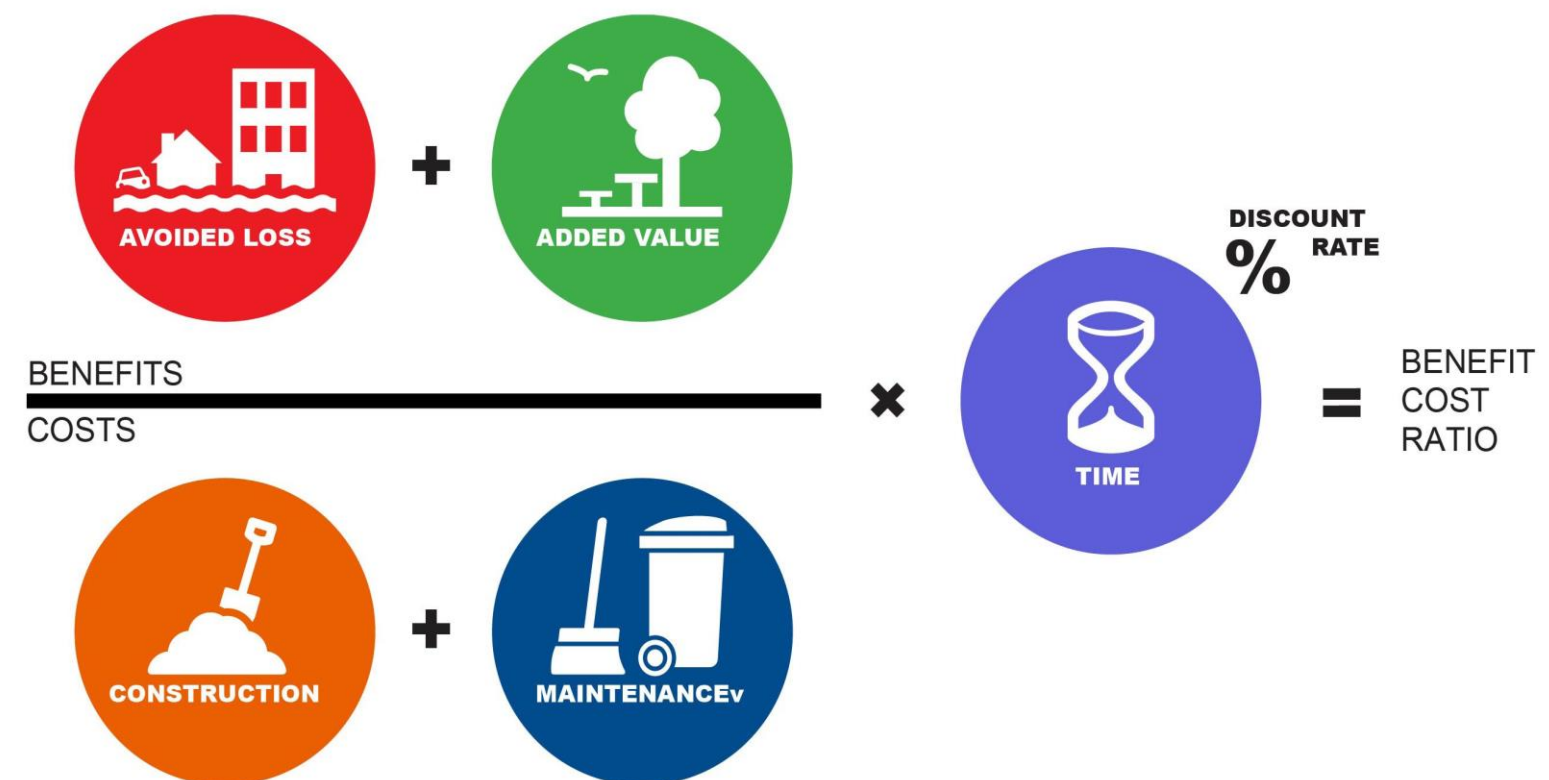 AVOIDED LOSS
+
ADDED VALUE
BENEFITS
COSTS
CONSTRUCTION
+
MAINTENANCEv
×
TIME
DISCOUNT
% RATE
=
BENEFIT
COST
RATIO